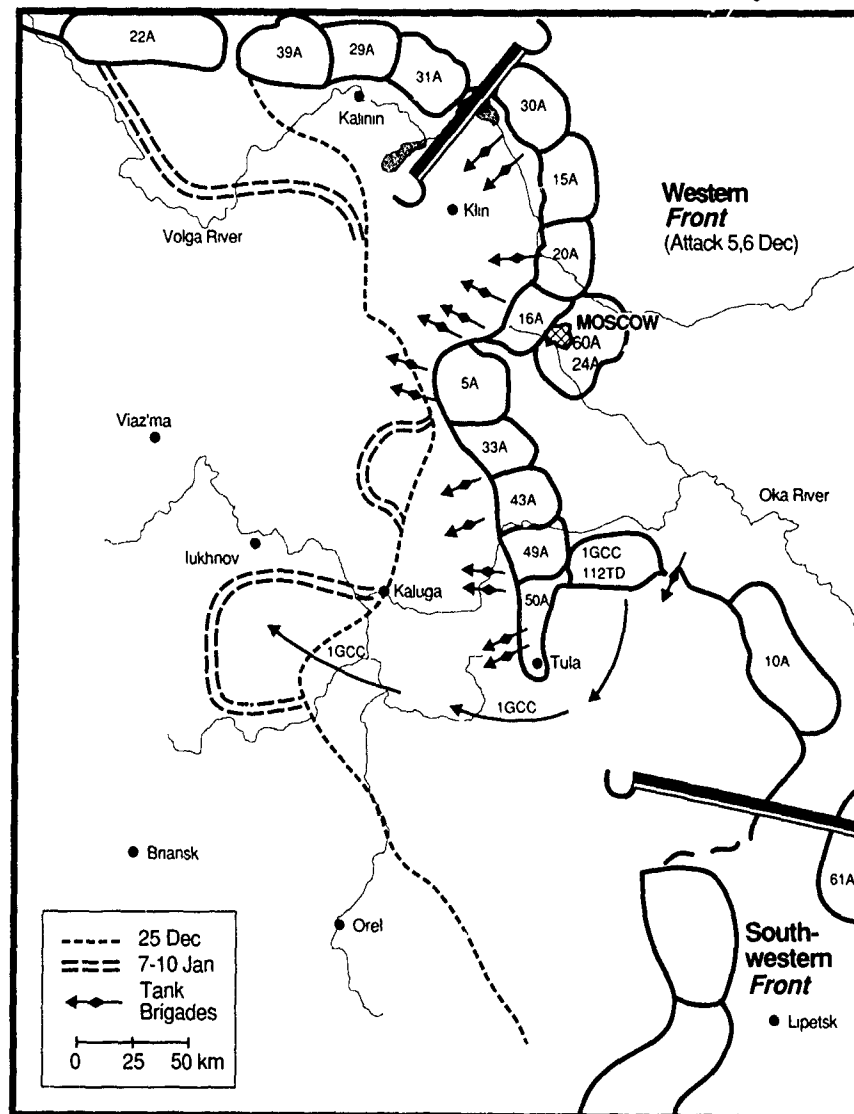 22A
39A
29A
31A
30A
Kalinin
15A
Klin
Western
Front
(Attack 5,6 Dec)
Volga River
20A
16A
MOSCOW
60A
24A
5A
Viaz'ma
33A
43A
Oka River
Iukhnov
49A
1GCC
112TD
Kaluga
50A
1GCC
Tula
10A
1GCC
Briansk
61A
Orel
South-
western
Front
Lipetsk
25 Dec
7-10 Jan
Tank
Brigades
0 25 50 km